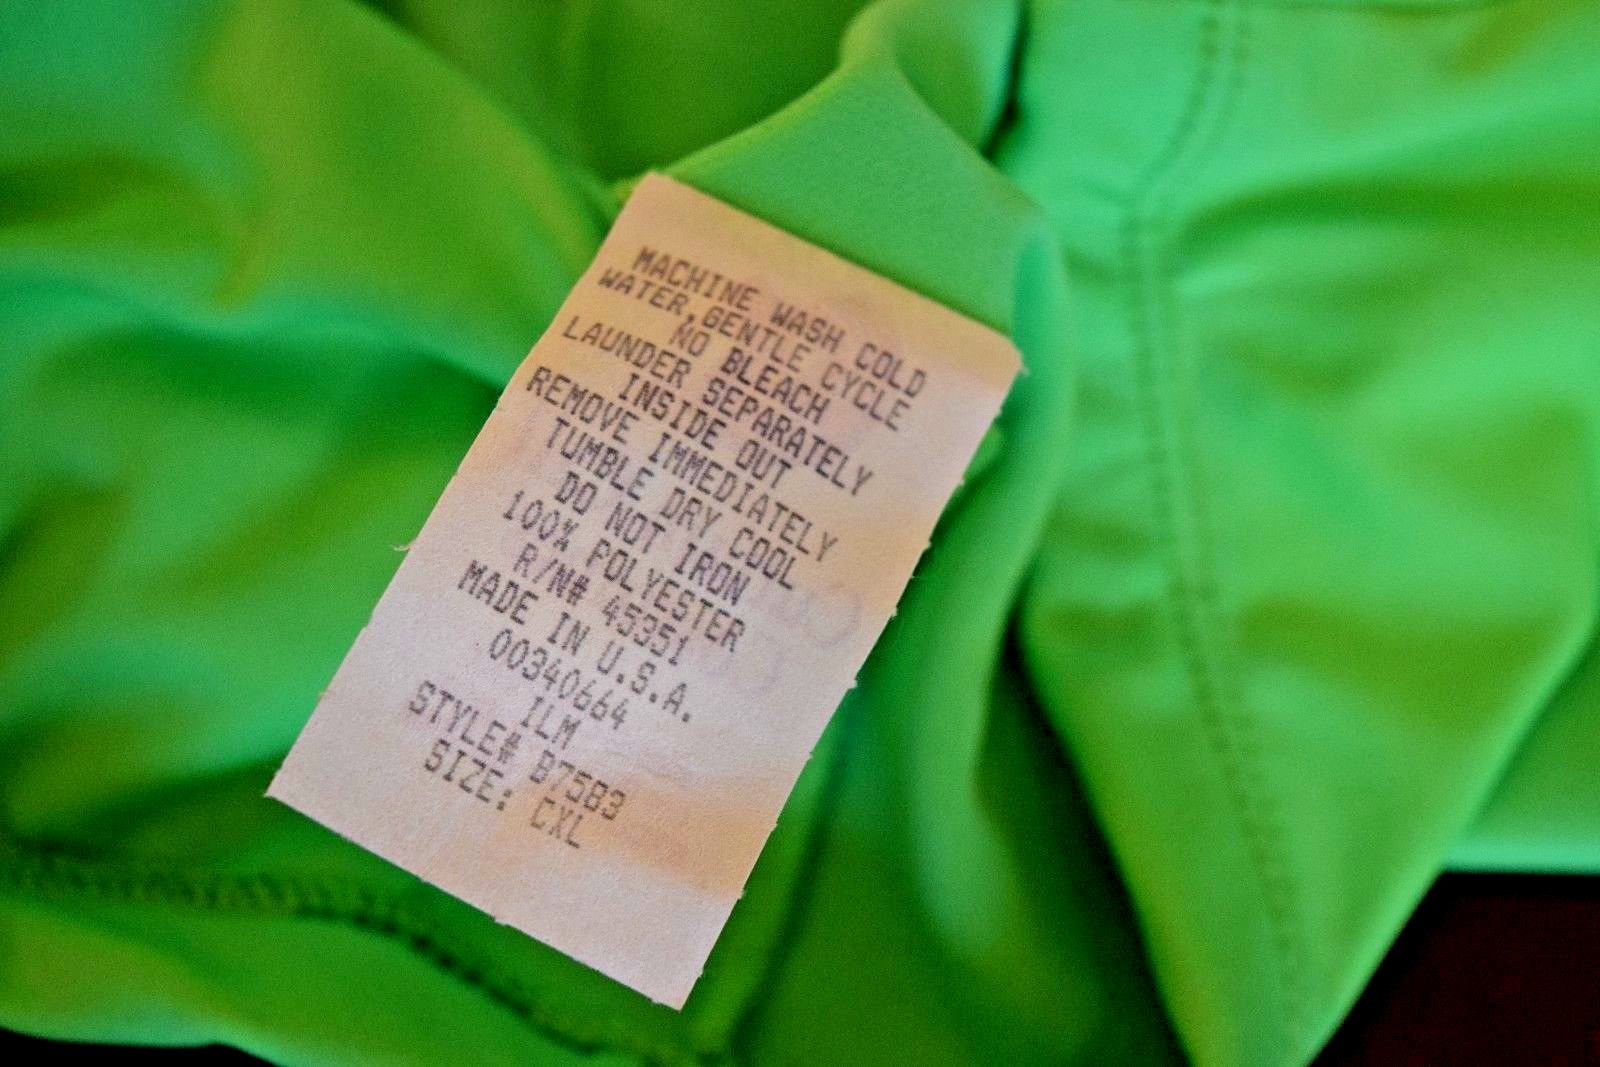 MACHINE WASH COLD
WATER,GENTLE CYCLE
NO BLEACH
LAUNDER SEPARATELY
INSIDE OUT
REMOVE IMMEDIATELY
TUMBLE DRY COOL
DO NOT IRON
100% POLYESTER
R/N# 45351
MADE IN U.S.A.
00340664
ILM
STYLE# B7583
SIZE: CXL